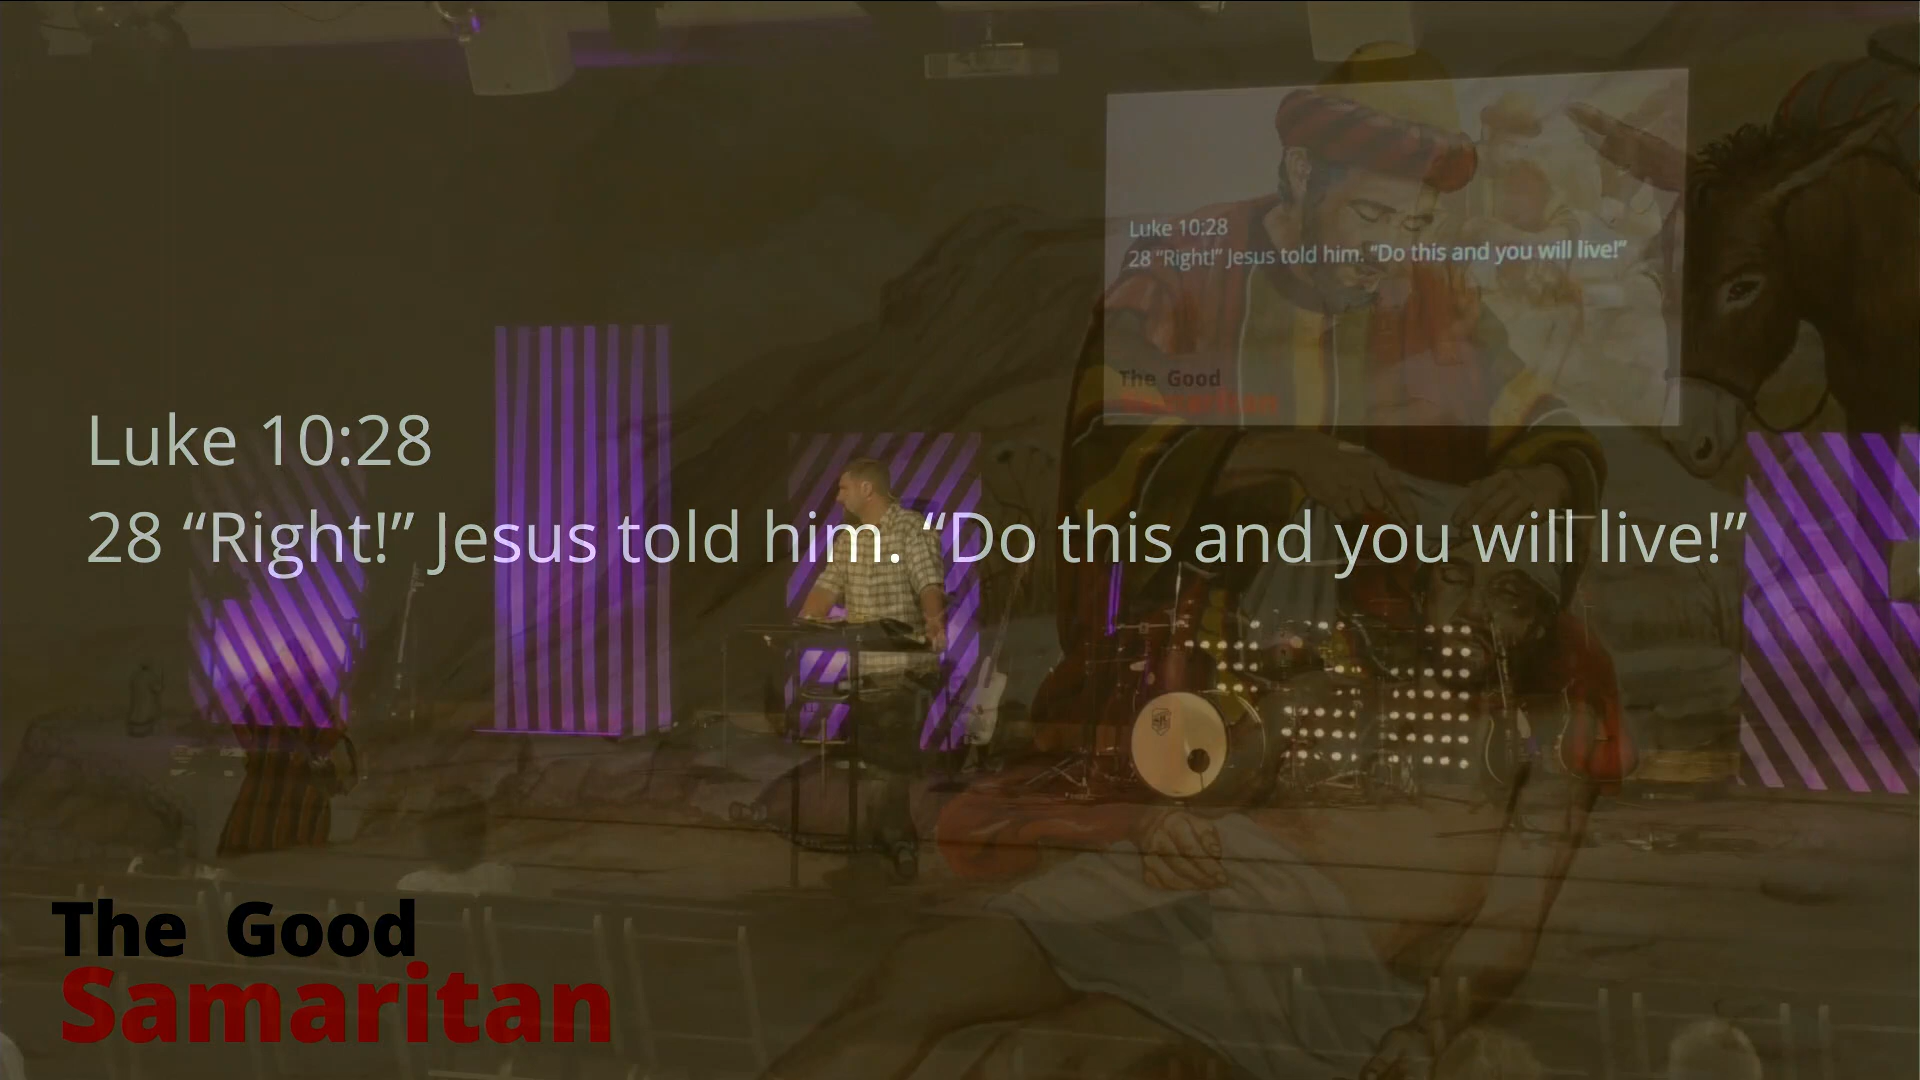 Luke 10:28
28 “Right!” Jesus told him. “Do this and you will live!”
The Good
Samaritan
Luke 10:28
28 “Right!” Jesus told him. “Do this and you will live!”
The Good
Samaritan